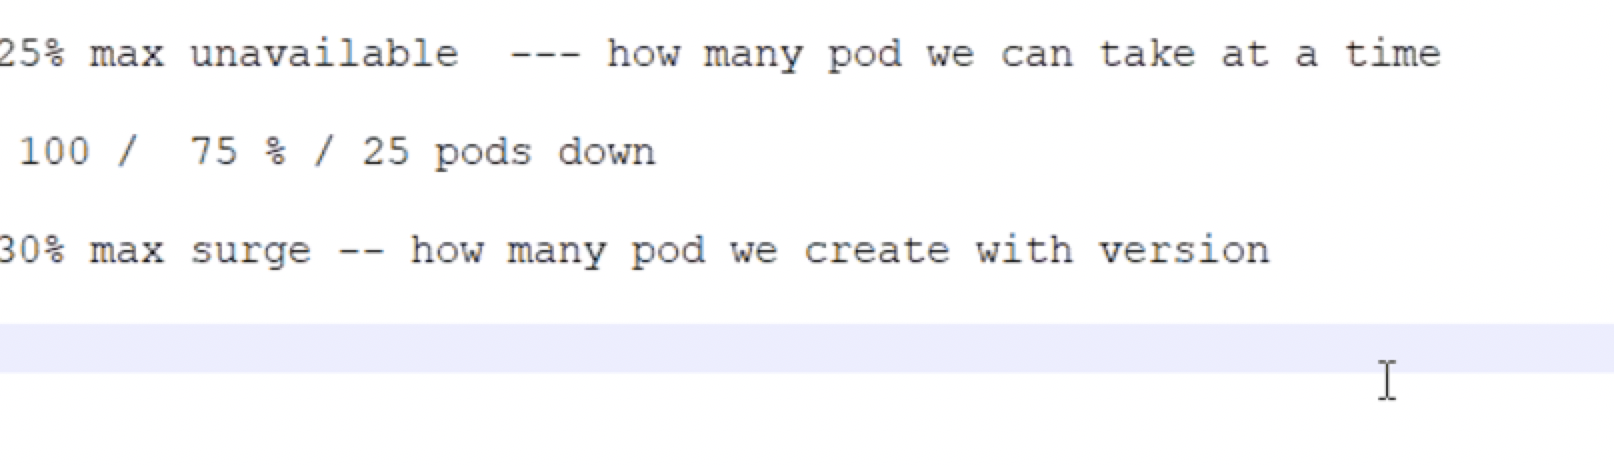 25% max unavailable  --- how many pod we can take at a time
100 /  75 % / 25 pods down
30% max surge -- how many pod we create with version